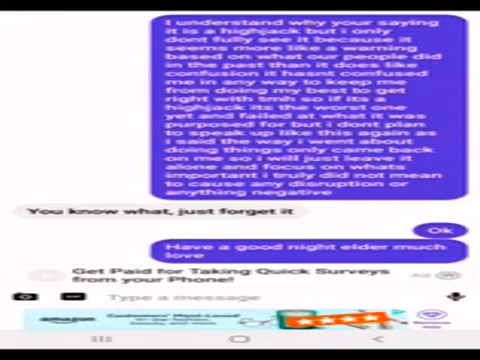 I understand why your saying
it iis a highjack but i only
dont fully see it because it
seems more like a warning
based on what our people did
in the past than it does like
confusion it hasnt confused
me in any way to keep me
from doing my best to get
right with tmh so if its a
highjack its the worst one
yet and failed at what it was
purposed for but i dont plan
to speak up like this again as
i said the way i went about
doing things only came back
on me so i will just leave it
alone and focus on whats
important i truly did not mean
to cause any disruption or
anything negative
You know what, just forget it
Ok
Have a good night elder much
love
Get Paid for Taking Quick Surveys
from your Phone!
Ad
GIF
Type a message
amazon
Customers' Most-Loved